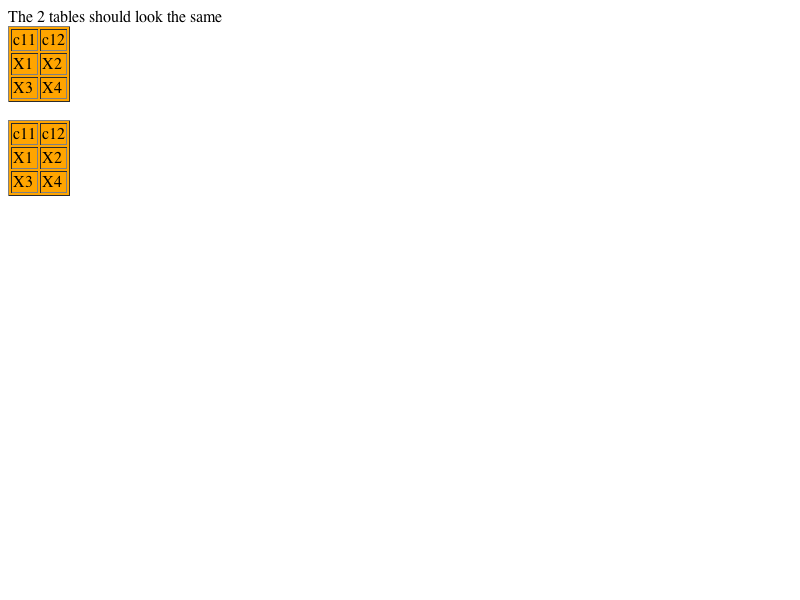 The 2 tables should look the same
c11 c12
X1 X2
X3 X4
c11 c12
X1 X2
X3 X4